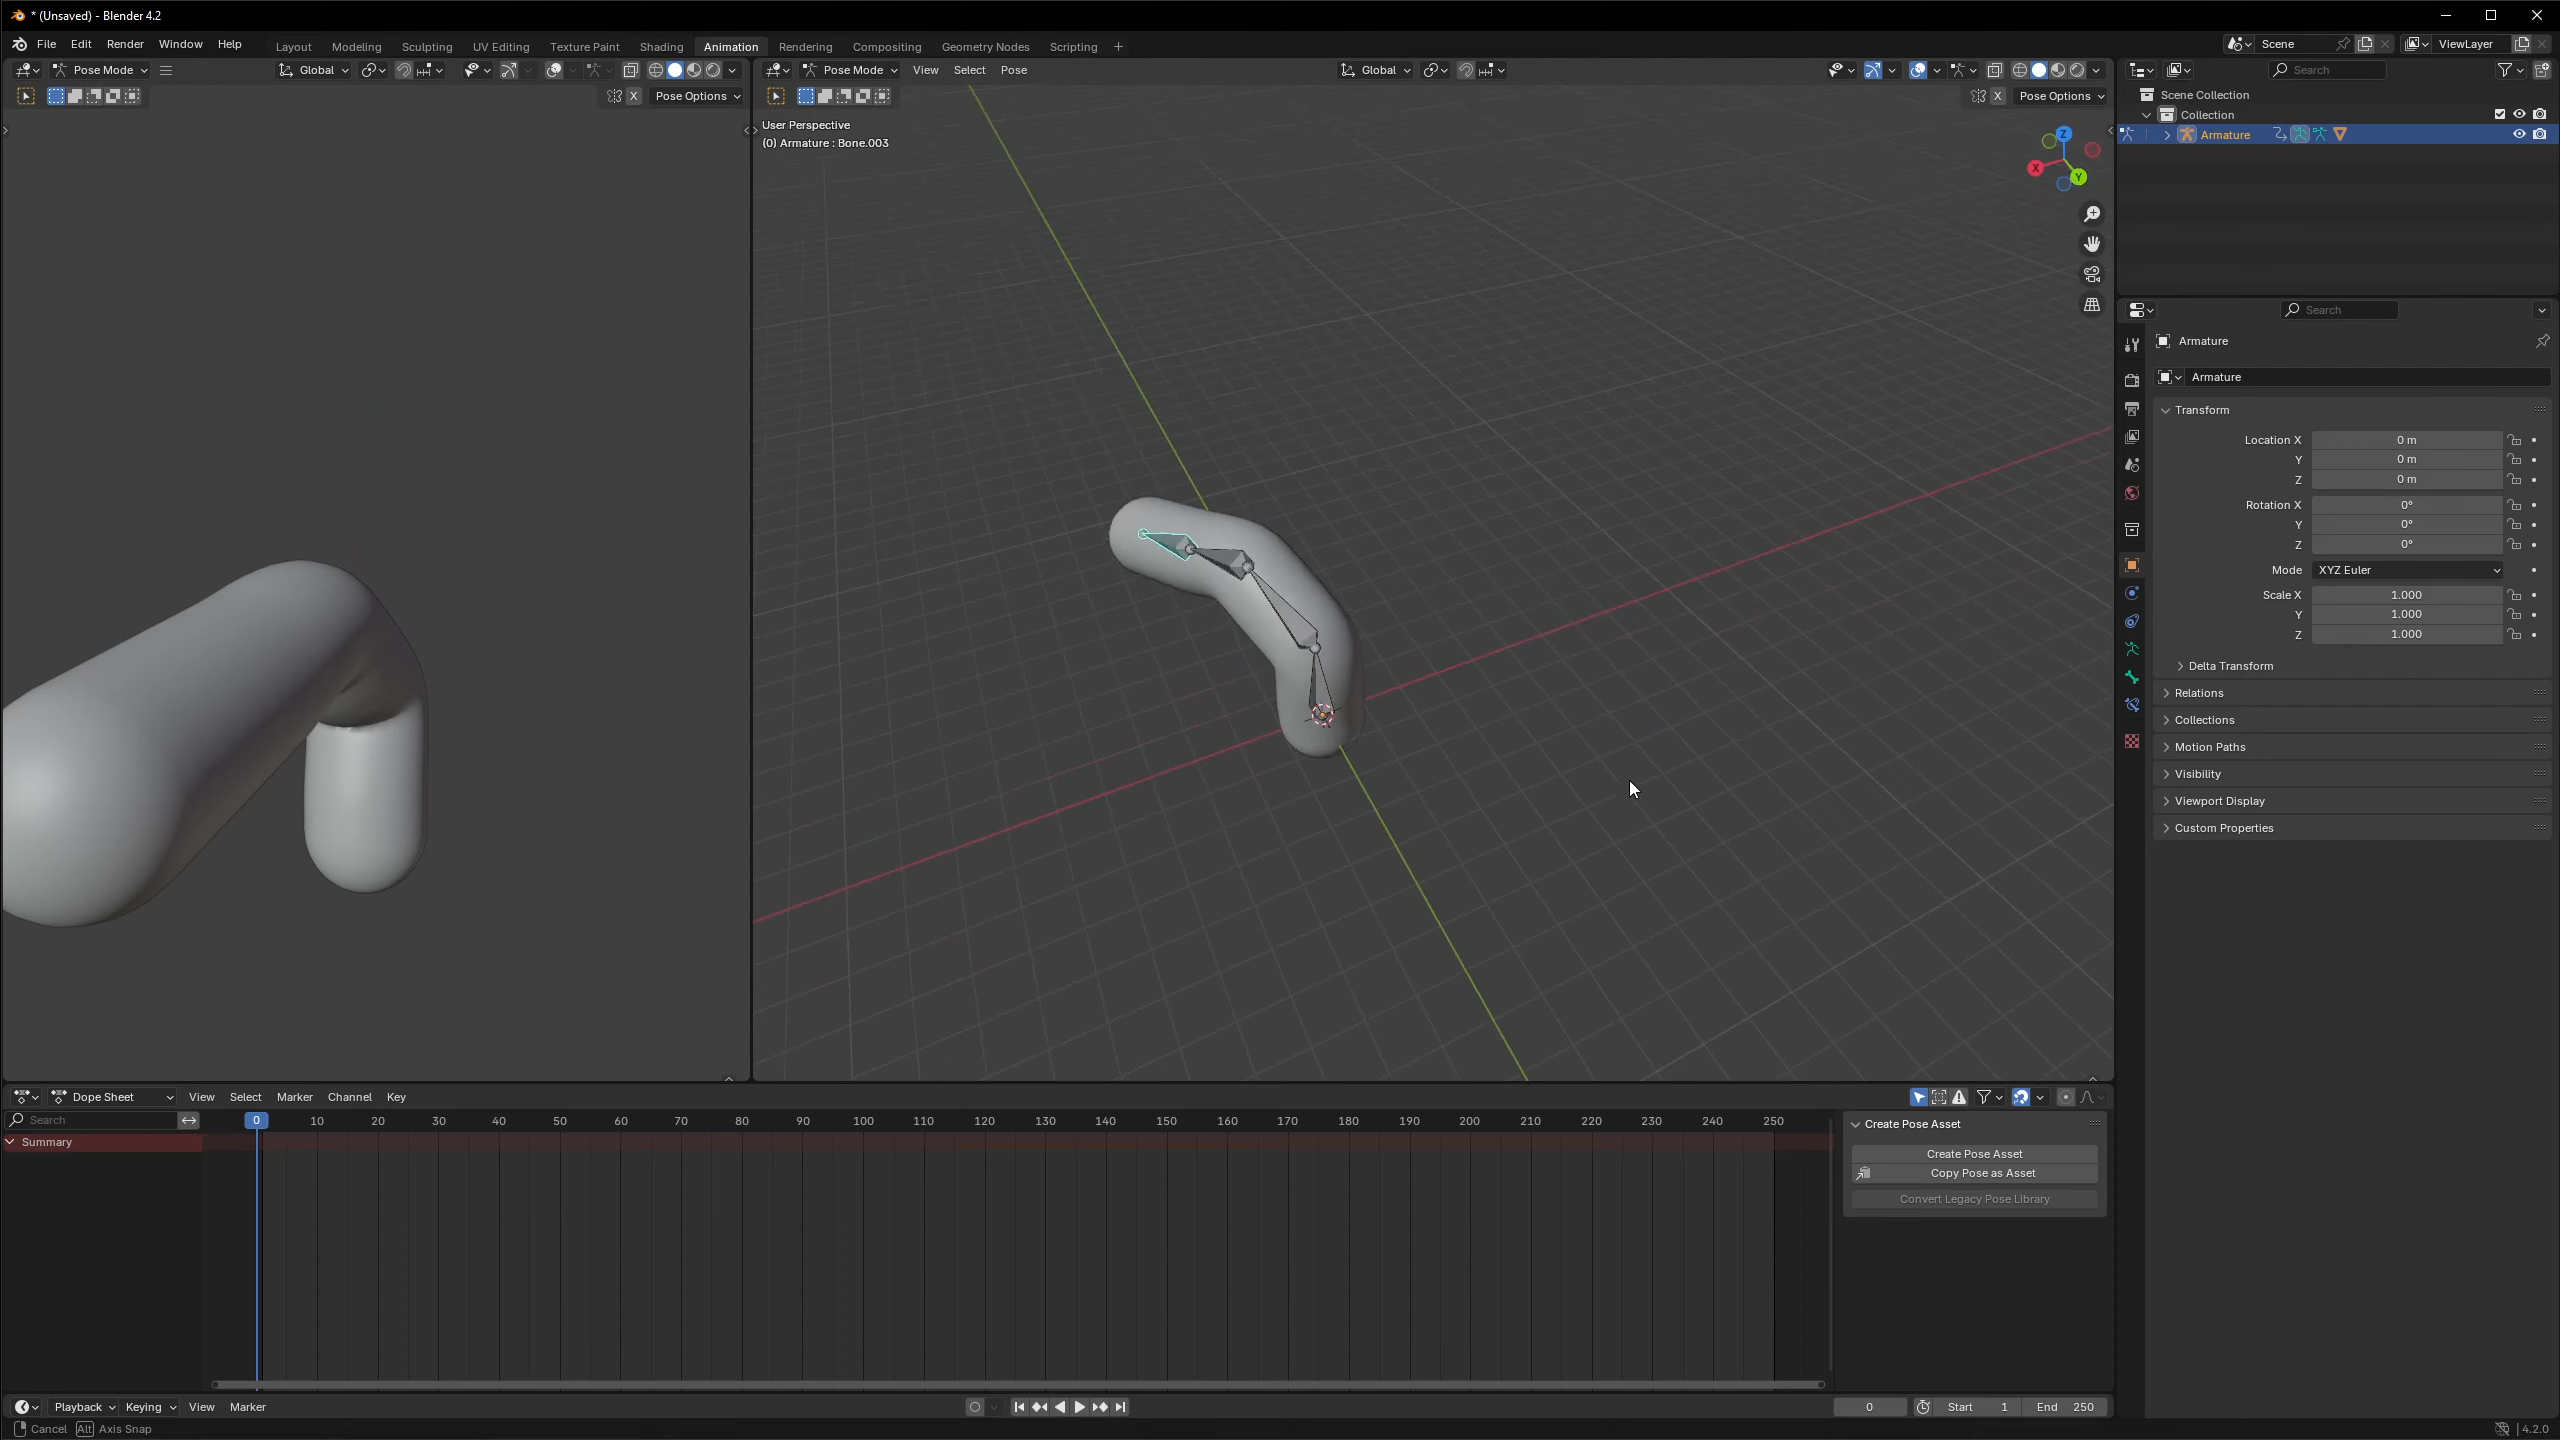 * (Unsaved) - Blender 4.2
File Edit Render Window Help Layout Modeling Sculpting UV Editing Texture Paint Shading Animation Rendering Compositing Geometry Nodes Scripting + Scene ViewLayer
Pose Mode Global
X Pose Options
Pose Mode View Select Pose Global
X Pose Options
User Perspective
(0) Armature : Bone.003
Z
X
Y
Search
Scene Collection
Collection
Armature
Search
Armature
Armature
Transform
Location X 0 m
Y 0 m
Z 0 m
Rotation X 0°
Y 0°
Z 0°
Mode XYZ Euler
Scale X 1.000
Y 1.000
Z 1.000
Delta Transform
Relations
Collections
Motion Paths
Visibility
Viewport Display
Custom Properties
Dope Sheet View Select Marker Channel Key
Search 0 10 20 30 40 50 60 70 80 90 100 110 120 130 140 150 160 170 180 190 200 210 220 230 240 250
Summary
Create Pose Asset
Create Pose Asset
Copy Pose as Asset
Convert Legacy Pose Library
Playback Keying View Marker 0 Start 1 End 250
Cancel Alt Axis Snap 4.2.0